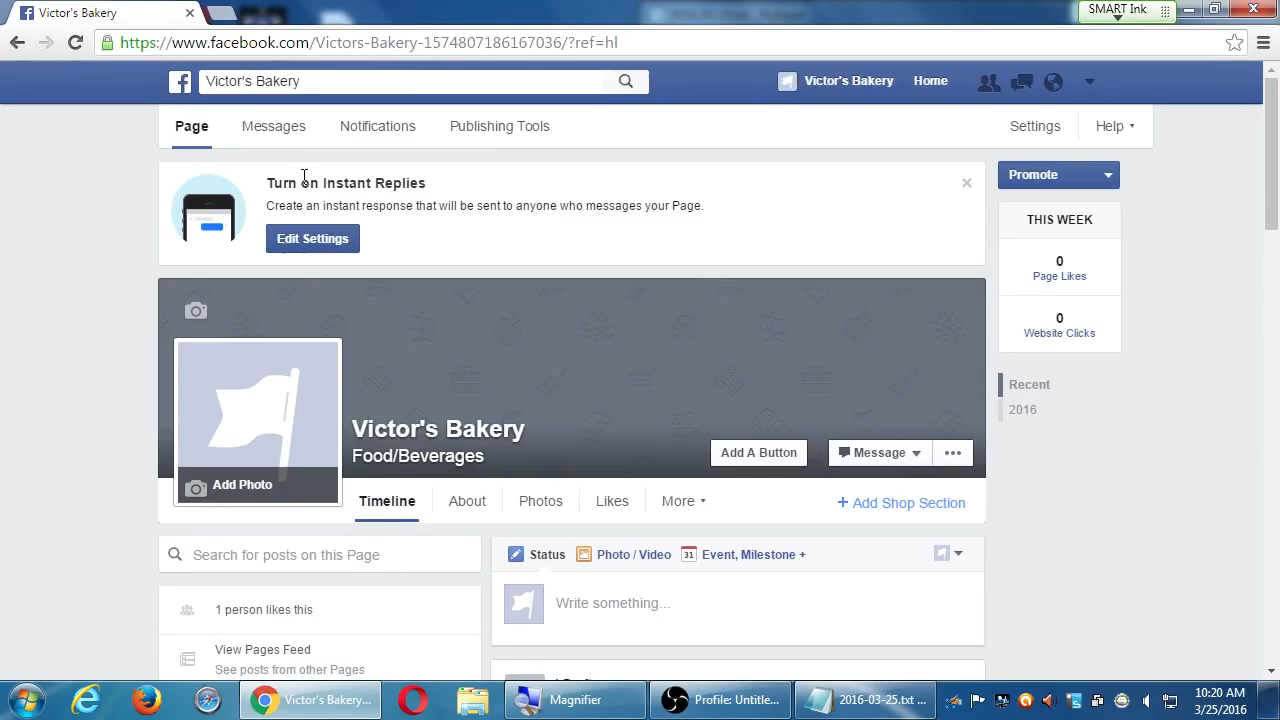 Victor's Bakery
SMART Ink
https://www.facebook.com/Victors-Bakery-1574807186167036/?ref=hl
Victor's Bakery
Victor's Bakery Home
Page Messages Notifications Publishing Tools Settings Help
Turn on Instant Replies
Create an instant response that will be sent to anyone who messages your Page.
Edit Settings
Promote
THIS WEEK
0
Page Likes
0
Website Clicks
Recent
2016
Victor's Bakery
Food/Beverages
Add A Button Message
Add Photo
Timeline About Photos Likes More + Add Shop Section
Search for posts on this Page
Status Photo / Video 31 Event, Milestone +
Write something...
1 person likes this
View Pages Feed
See posts from other Pages
Victor's Bakery... Magnifier Profile: Untitle... 2016-03-25.txt ...
10:20 AM
3/25/2016